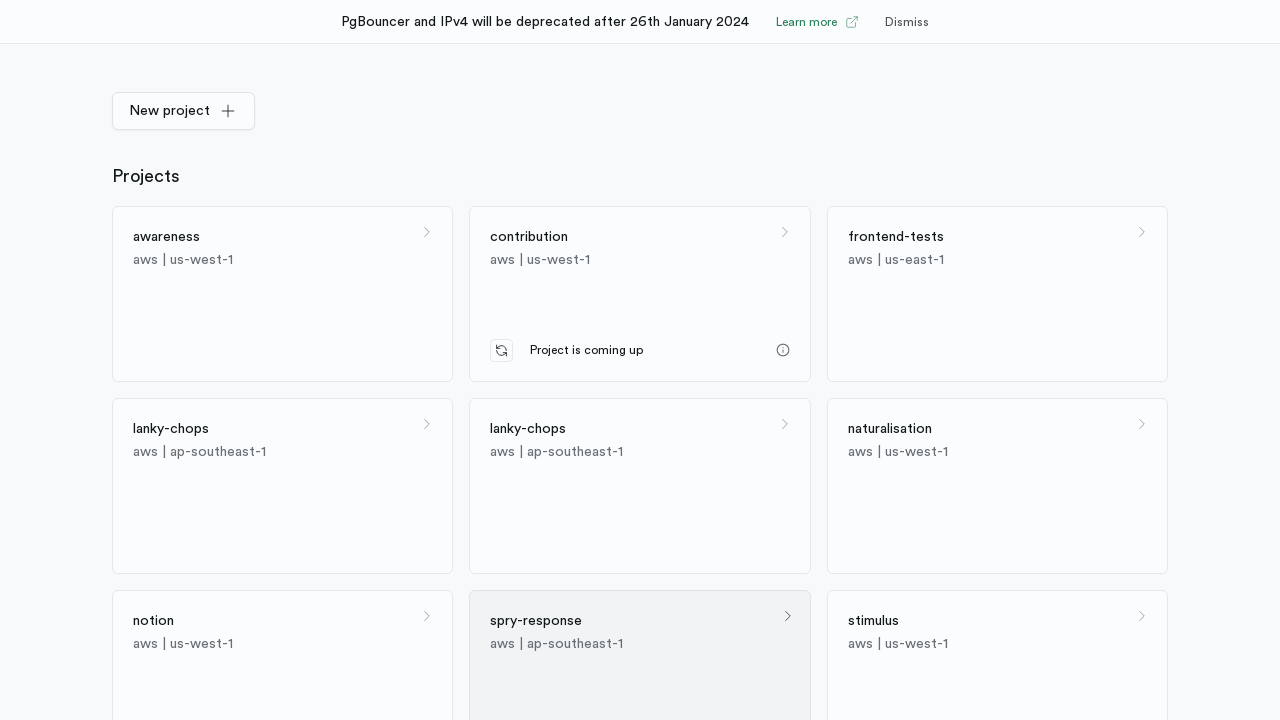 PgBouncer and IPv4 will be deprecated after 26th January 2024 Learn more Dismiss
New project
Projects
awareness
aws | us-west-1
contribution
aws | us-west-1
Project is coming up
frontend-tests
aws | us-east-1
lanky-chops
aws | ap-southeast-1
lanky-chops
aws | ap-southeast-1
naturalisation
aws | us-west-1
notion
aws | us-west-1
spry-response
aws | ap-southeast-1
stimulus
aws | us-west-1